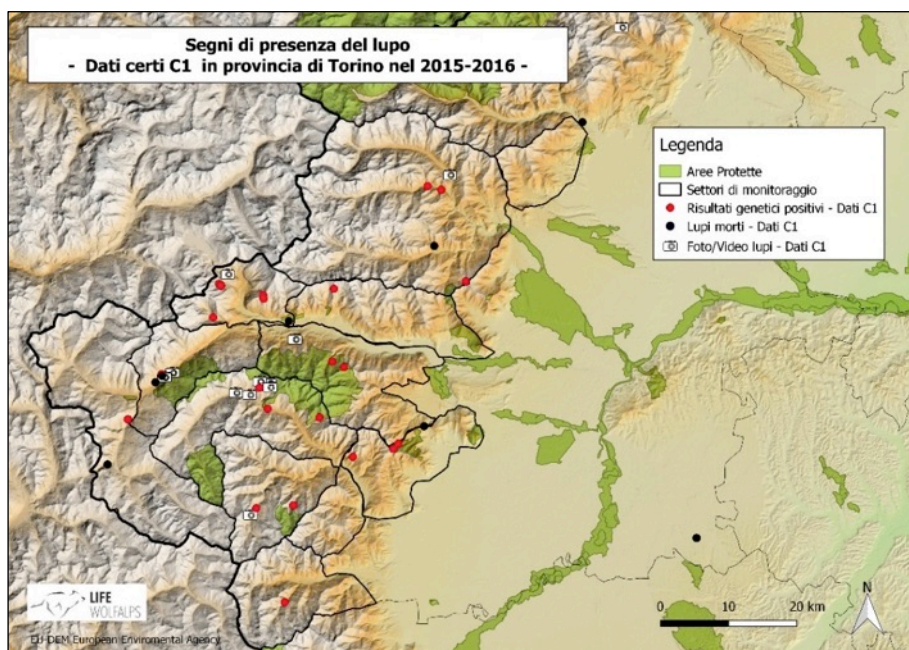 Segni di presenza del lupo
- Dati certi C1 in provincia di Torino nel 2015-2016 -
Legenda
Aree Protette
Settori di monitoraggio
Risultati genetici positivi - Dati C1
Lupi morti - Dati C1
Foto/Video lupi - Dati C1
LIFE
WOLFALPS
EU-DEM European Enviromental Agency
N
0 10 20 km